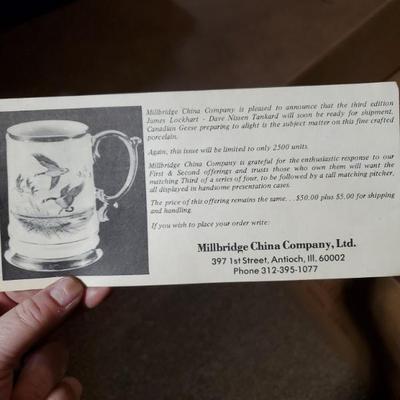 Millbridge China Company is pleased to announce that the third edition
James Lockhart - Dave Nissen Tankard will soon be ready for shipment.
Canadian Geese preparing to alight is the subject matter on this fine crafted
porcelain.
Again, this issue will be limited to only 2500 units.
Millbridge China Company is grateful for the enthusiastic response to our
First & Second offerings and trusts those who own them will want the
matching Third of a series of four, to be followed by a tall matching pitcher,
all displayed in handsome presentation cases.
The price of this offering remains the same. . .$50.00 plus $5.00 for shipping
and handling.
If you wish to place your order write:
Millbridge China Company, Ltd.
397 1st Street, Antioch, Ill. 60002
Phone 312-395-1077